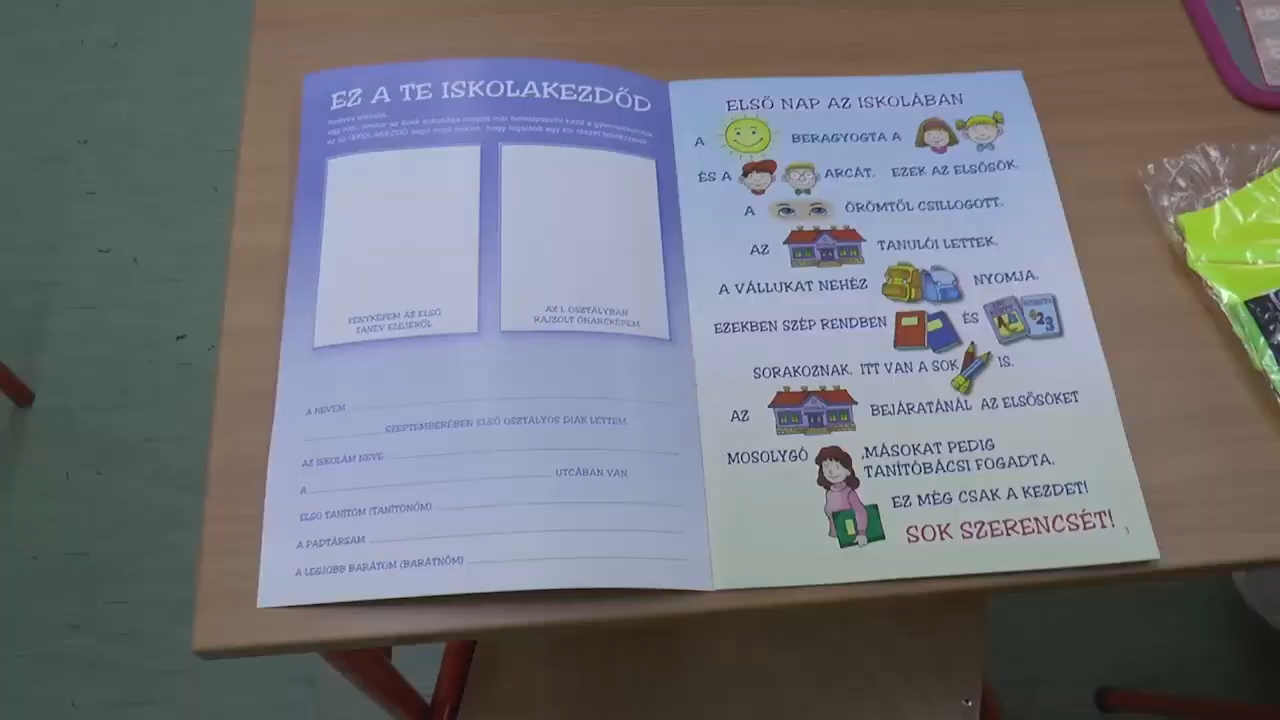 EZ A TE ISKOLAKEZDŐD
FÉNYKÉPEM AZ ELSŐ
TANÉV ELEJÉRŐL
AZ 1. OSZTÁLYBAN
RAJZOLT ÖNARCKÉPEM
A NEVEM
SZEPTEMBERÉBEN ELSŐ OSZTÁLYOS DIÁK LETTEM
AZ ISKOLÁM NEVE
A UTCÁBAN VAN
ELSŐ TANÍTÓM (TANÍTÓNŐM)
A PADTÁRSAM
A LEGJOBB BARÁTOM (BARÁTNŐM)
ELSŐ NAP AZ ISKOLÁBAN
A BERAGYOGTA A
ÉS A ARCÁT. EZEK AZ ELSŐSÖK.
A ÖRÖMTŐL CSILLOGOTT.
AZ TANULÓI LETTEK.
A VÁLLUKAT NEHÉZ NYOMJA.
EZEKBEN SZÉP RENDBEN ÉS
SORAKOZNAK. ITT VAN A SOK IS.
AZ BEJÁRATÁNÁL AZ ELSŐSÖKET
MOSOLYGÓ ,MÁSOKAT PEDIG
TANÍTÓBÁCSI FOGADTA.
EZ MÉG CSAK A KEZDET!
SOK SZERENCSÉT!
3